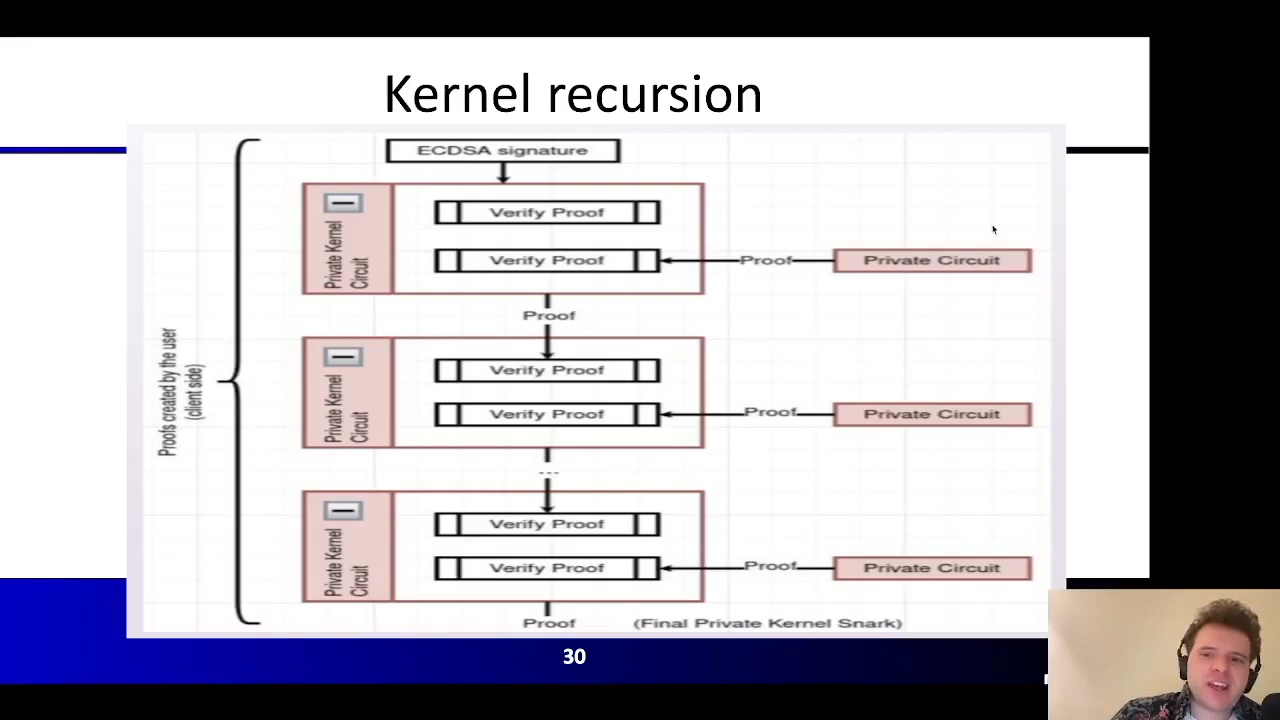 Kernel recursion
ECDSA signature
Proofs created by the user
(client side)
Private Kernel
Circuit
Verify Proof
Verify Proof
Proof
Private Circuit
Proof
Private Kernel
Circuit
Verify Proof
Verify Proof
Proof
Private Circuit
...
Private Kernel
Circuit
Verify Proof
Verify Proof
Proof
Private Circuit
Proof
(Final Private Kernel Snark)
30